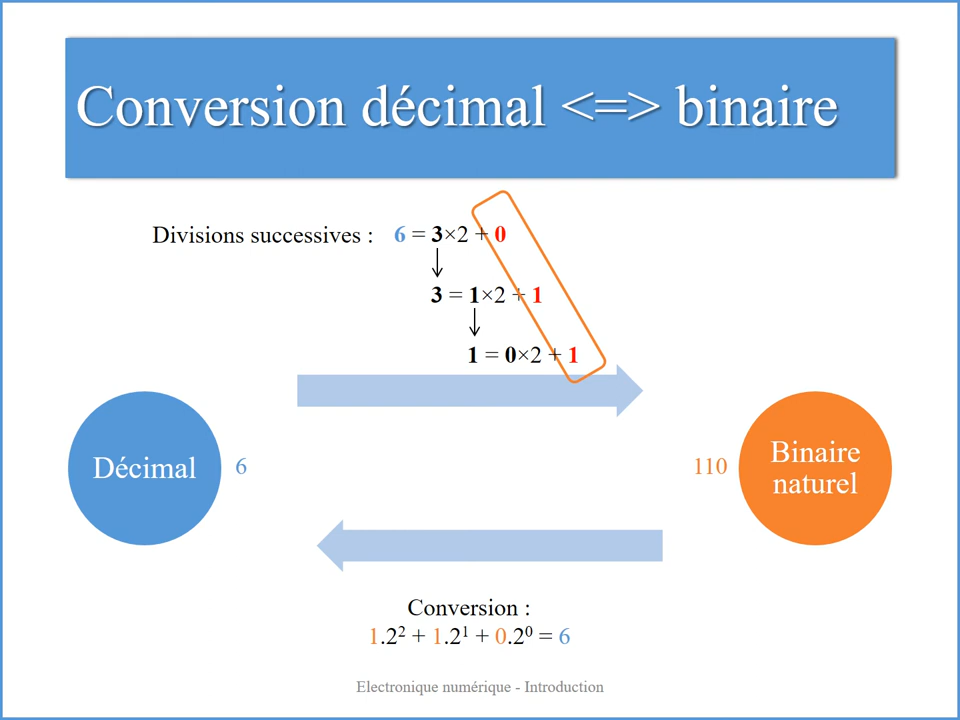 Conversion décimal <=> binaire
Divisions successives : 6 = 3×2 + 0
3 = 1×2 + 1
1 = 0×2 + 1
Décimal
6
110
Binaire
naturel
Conversion :
1.2² + 1.2¹ + 0.2⁰ = 6
Electronique numérique - Introduction